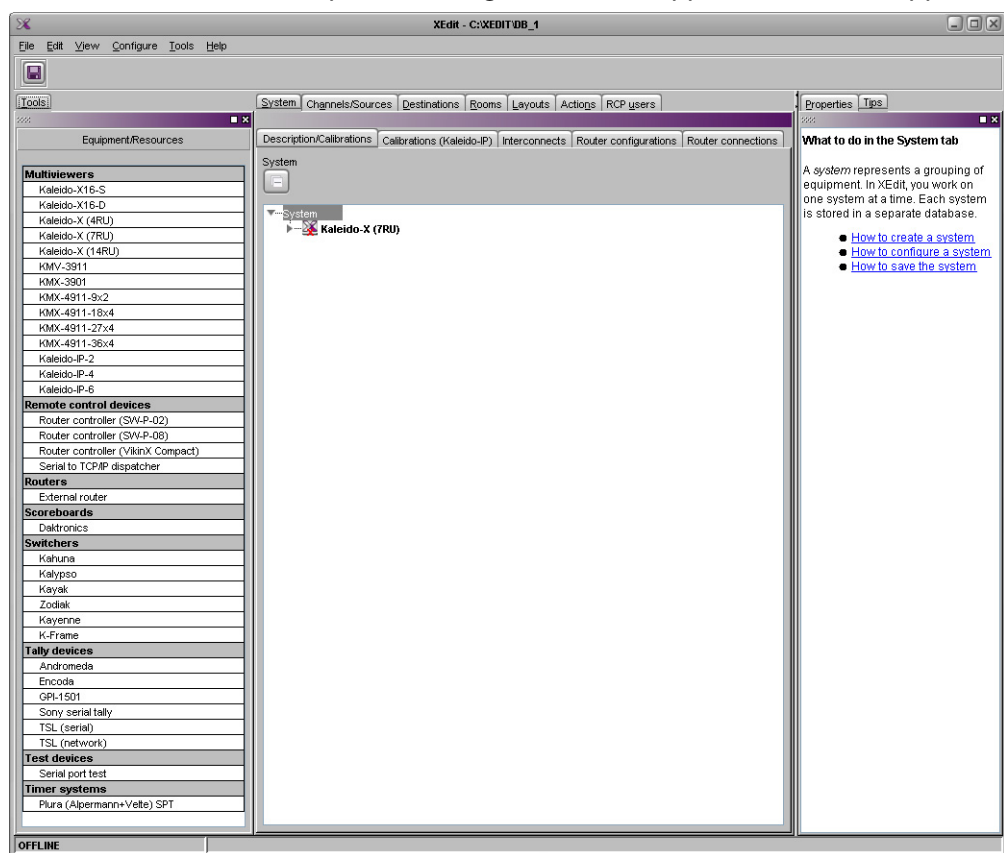 XEdit - C:\XEDIT\DB_1
File Edit View Configure Tools Help
Tools
Equipment/Resources
Multiviewers
Kaleido-X16-S
Kaleido-X16-D
Kaleido-X (4RU)
Kaleido-X (7RU)
Kaleido-X (14RU)
KMV-3911
KMX-3901
KMX-4911-9x2
KMX-4911-18x4
KMX-4911-27x4
KMX-4911-36x4
Kaleido-IP-2
Kaleido-IP-4
Kaleido-IP-6
Remote control devices
Router controller (SW-P-02)
Router controller (SW-P-08)
Router controller (VikinX Compact)
Serial to TCP/IP dispatcher
Routers
External router
Scoreboards
Daktronics
Switchers
Kahuna
Kalypso
Kayak
Zodiak
Kayenne
K-Frame
Tally devices
Andromeda
Encoda
GPI-1501
Sony serial tally
TSL (serial)
TSL (network)
Test devices
Serial port test
Timer systems
Plura (Alpermann+Velte) SPT
System Channels/Sources Destinations Rooms Layouts Actions RCP users
Description/Calibrations Calibrations (Kaleido-IP) Interconnects Router configurations Router connections
System
System
Kaleido-X (7RU)
Properties Tips
What to do in the System tab
A system represents a grouping of
equipment. In XEdit, you work on
one system at a time. Each system
is stored in a separate database.
How to create a system
How to configure a system
How to save the system
OFFLINE